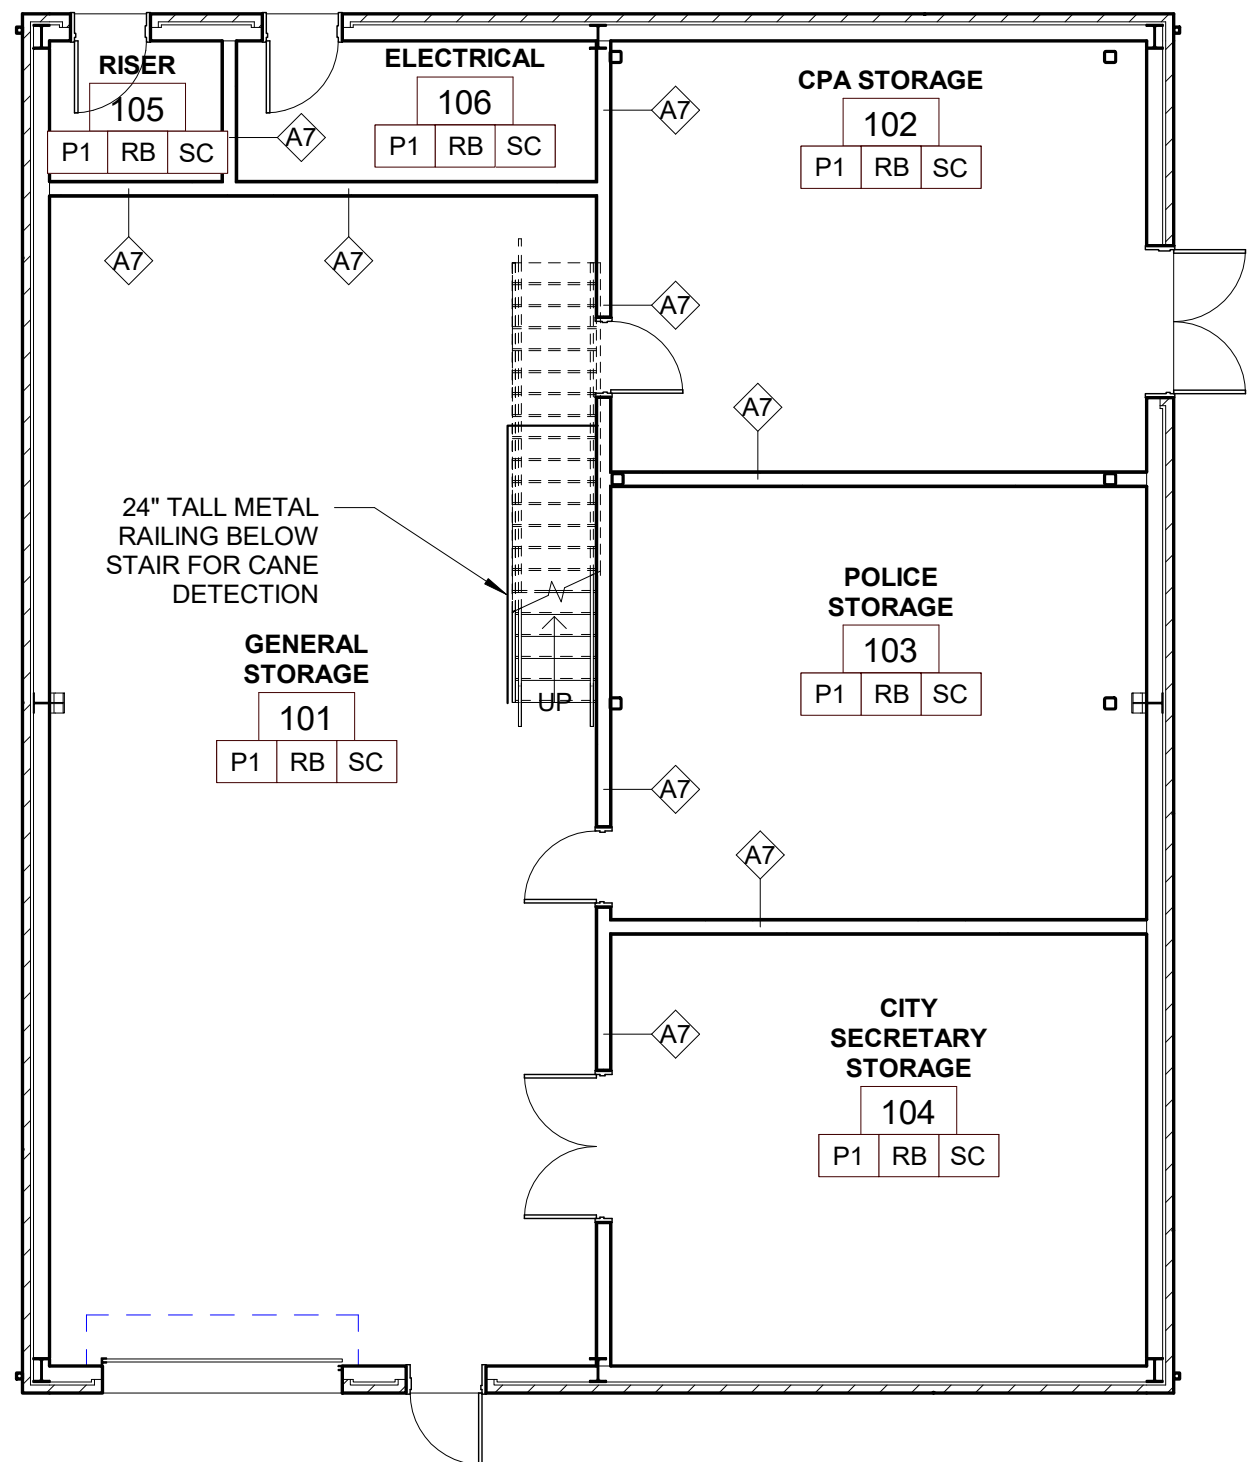 RISER
105
P1 RB SC
A7
ELECTRICAL
106
P1 RB SC
A7
CPA STORAGE
102
P1 RB SC
A7
A7
A7
A7
24" TALL METAL
RAILING BELOW
STAIR FOR CANE
DETECTION
UP
GENERAL
STORAGE
101
P1 RB SC
POLICE
STORAGE
103
P1 RB SC
A7
A7
A7
CITY
SECRETARY
STORAGE
104
P1 RB SC